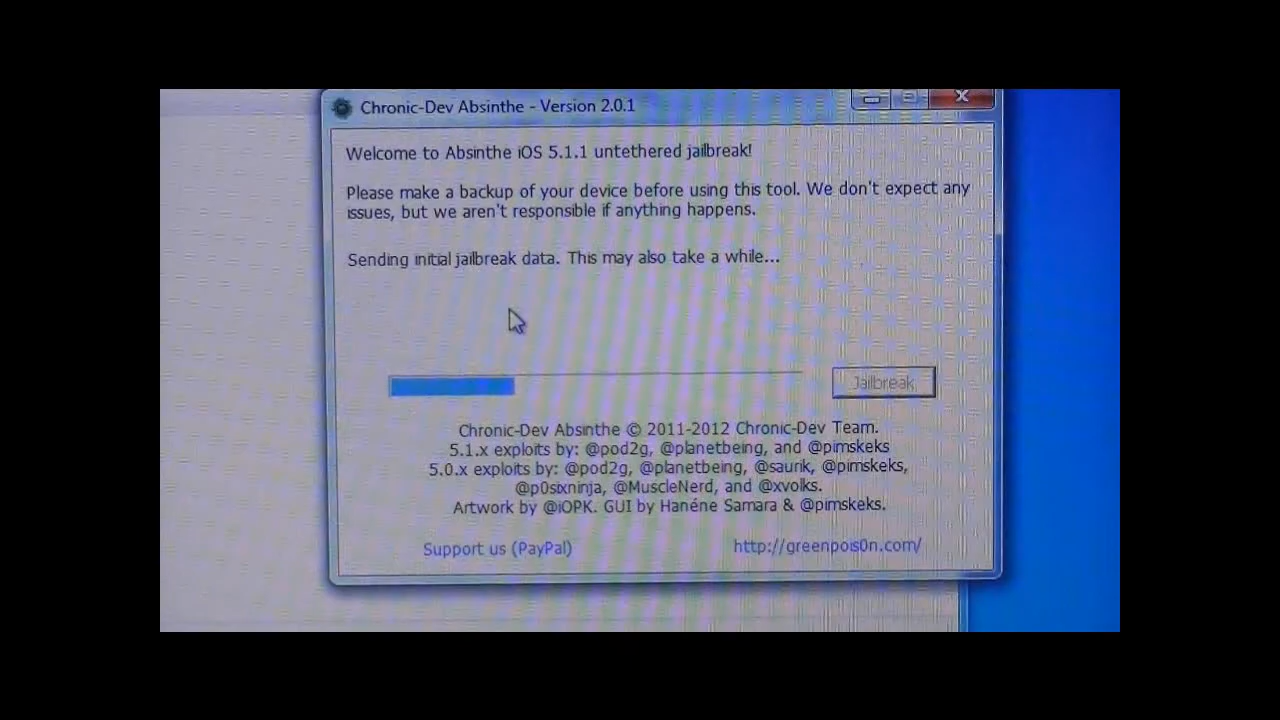 Chronic-Dev Absinthe - Version 2.0.1
Welcome to Absinthe iOS 5.1.1 untethered jailbreak!
Please make a backup of your device before using this tool. We don't expect any
issues, but we aren't responsible if anything happens.
Sending initial jailbreak data. This may also take a while...
Jailbreak
Chronic-Dev Absinthe © 2011-2012 Chronic-Dev Team.
5.1.x exploits by: @pod2g, @planetbeing, and @pimskeks
5.0.x exploits by: @pod2g, @planetbeing, @saurik, @pimskeks,
@p0sixninja, @MuscleNerd, and @xvolks.
Artwork by @iOPK. GUI by Hanéne Samara & @pimskeks.
Support us (PayPal)
http://greenpois0n.com/